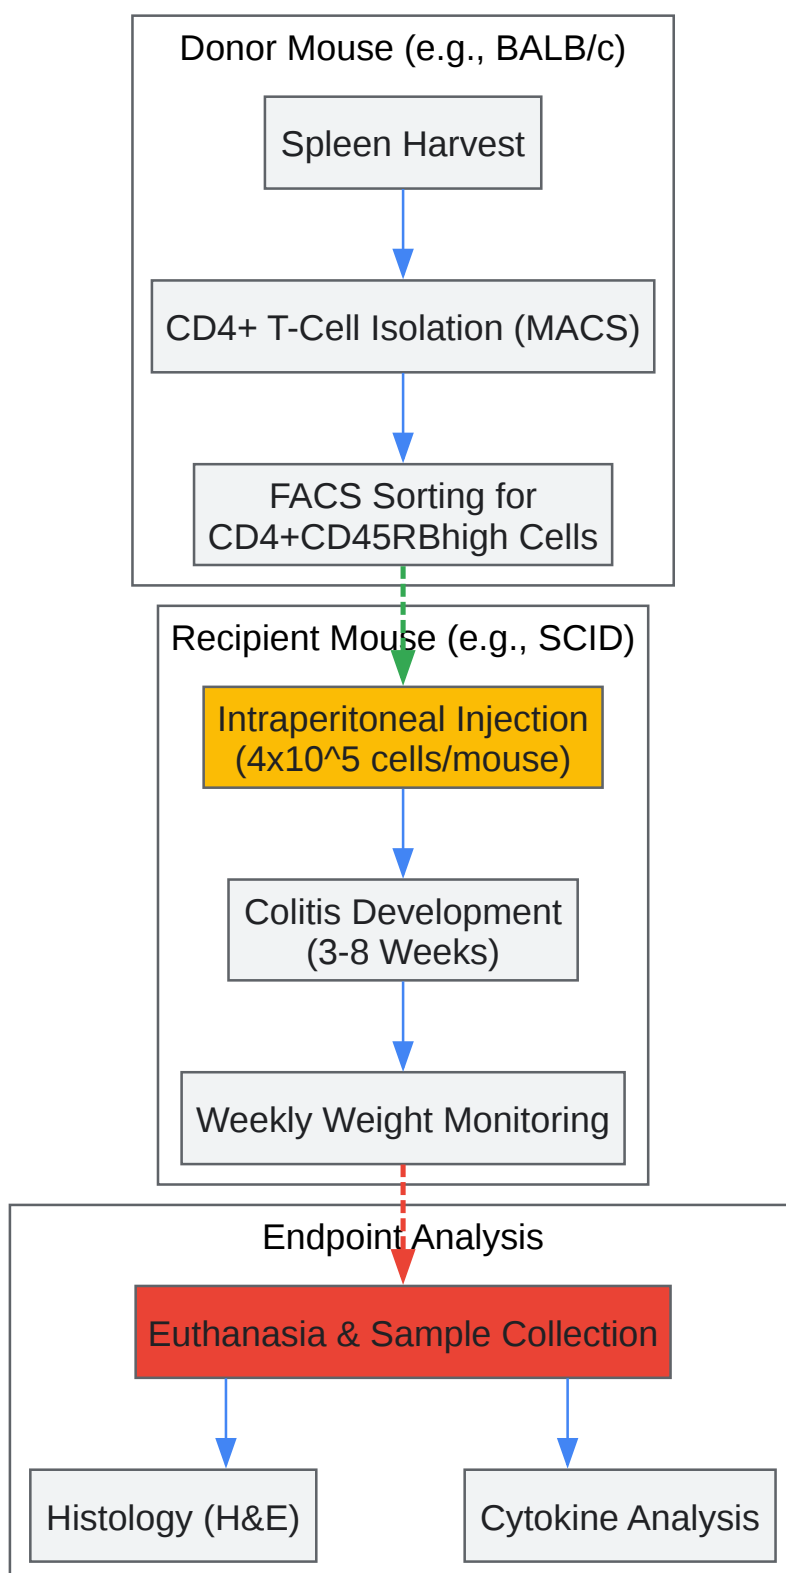 Donor Mouse (e.g., BALB/c)
Spleen Harvest
CD4+ T-Cell Isolation (MACS)
FACS Sorting for
CD4+CD45RBhigh Cells
Recipient Mouse (e.g., SCID)
Intraperitoneal Injection
(4x10^5 cells/mouse)
Colitis Development
(3-8 Weeks)
Weekly Weight Monitoring
Endpoint Analysis
Euthanasia & Sample Collection
Histology (H&E)
Cytokine Analysis